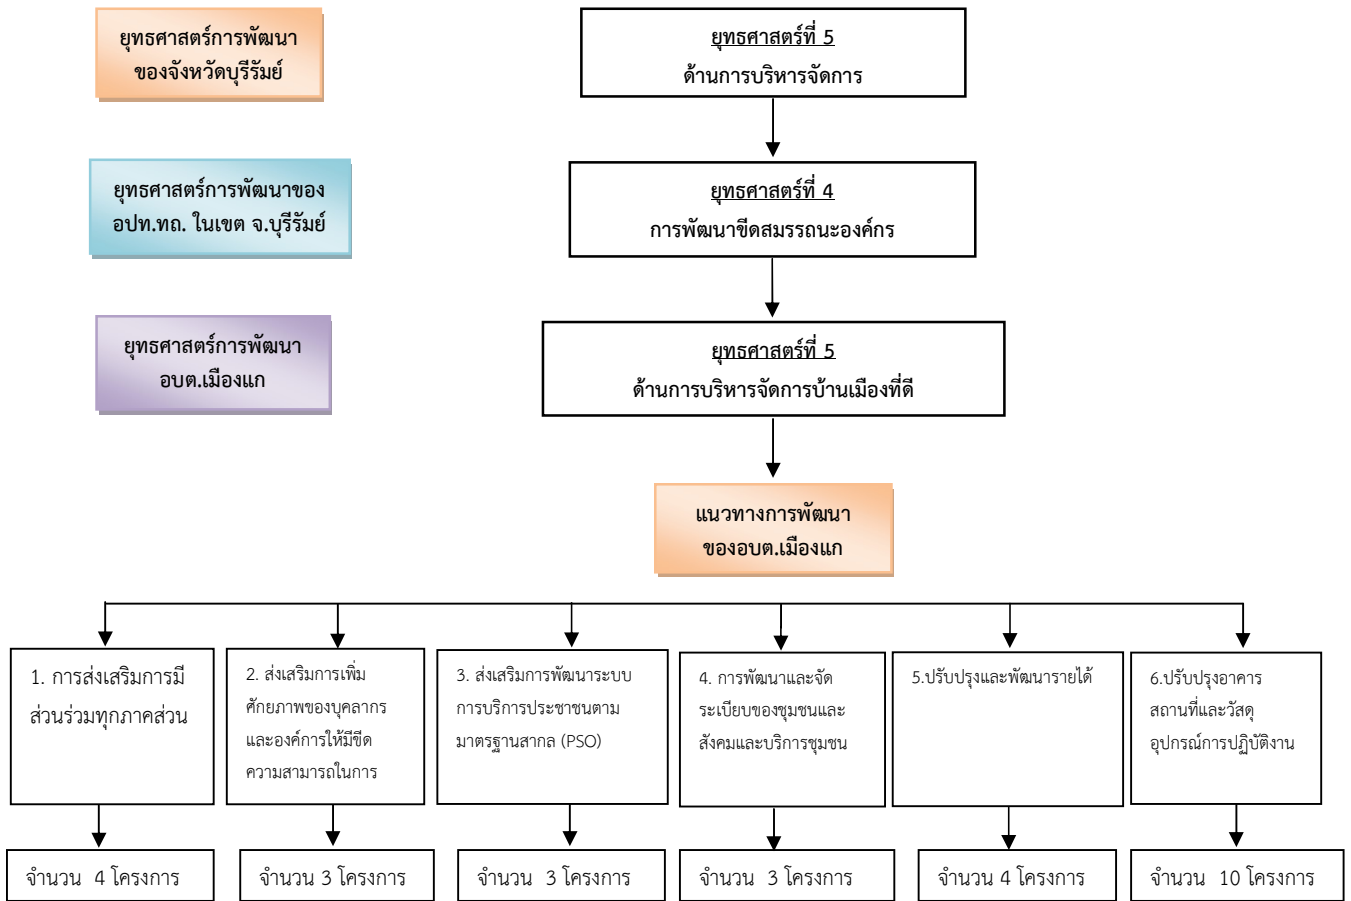 ยุทธศาสตร์การพัฒนา
ของจังหวัดบุรีรัมย์
ยุทธศาสตร์ที่ 5
ด้านการบริหารจัดการ
ยุทธศาสตร์การพัฒนาของ
อปท.ทถ. ในเขต จ.บุรีรัมย์
ยุทธศาสตร์ที่ 4
การพัฒนาขีดสมรรถนะองค์กร
ยุทธศาสตร์การพัฒนา
อบต.เมืองแก
ยุทธศาสตร์ที่ 5
ด้านการบริหารจัดการบ้านเมืองที่ดี
แนวทางการพัฒนา
ของอบต.เมืองแก
1. การส่งเสริมการมี
ส่วนร่วมทุกภาคส่วน
2. ส่งเสริมการเพิ่ม
ศักยภาพของบุคลากร
และองค์การให้มีขีด
ความสามารถในการ
3. ส่งเสริมการพัฒนาระบบ
การบริการประชาชนตาม
มาตรฐานสากล (PSO)
4. การพัฒนาและจัด
ระเบียบของชุมชนและ
สังคมและบริการชุมชน
5.ปรับปรุงและพัฒนารายได้
6.ปรับปรุงอาคาร
สถานที่และวัสดุ
อุปกรณ์การปฏิบัติงาน
จำนวน 4 โครงการ
จำนวน 3 โครงการ
จำนวน 3 โครงการ
จำนวน 3 โครงการ
จำนวน 4 โครงการ
จำนวน 10 โครงการ